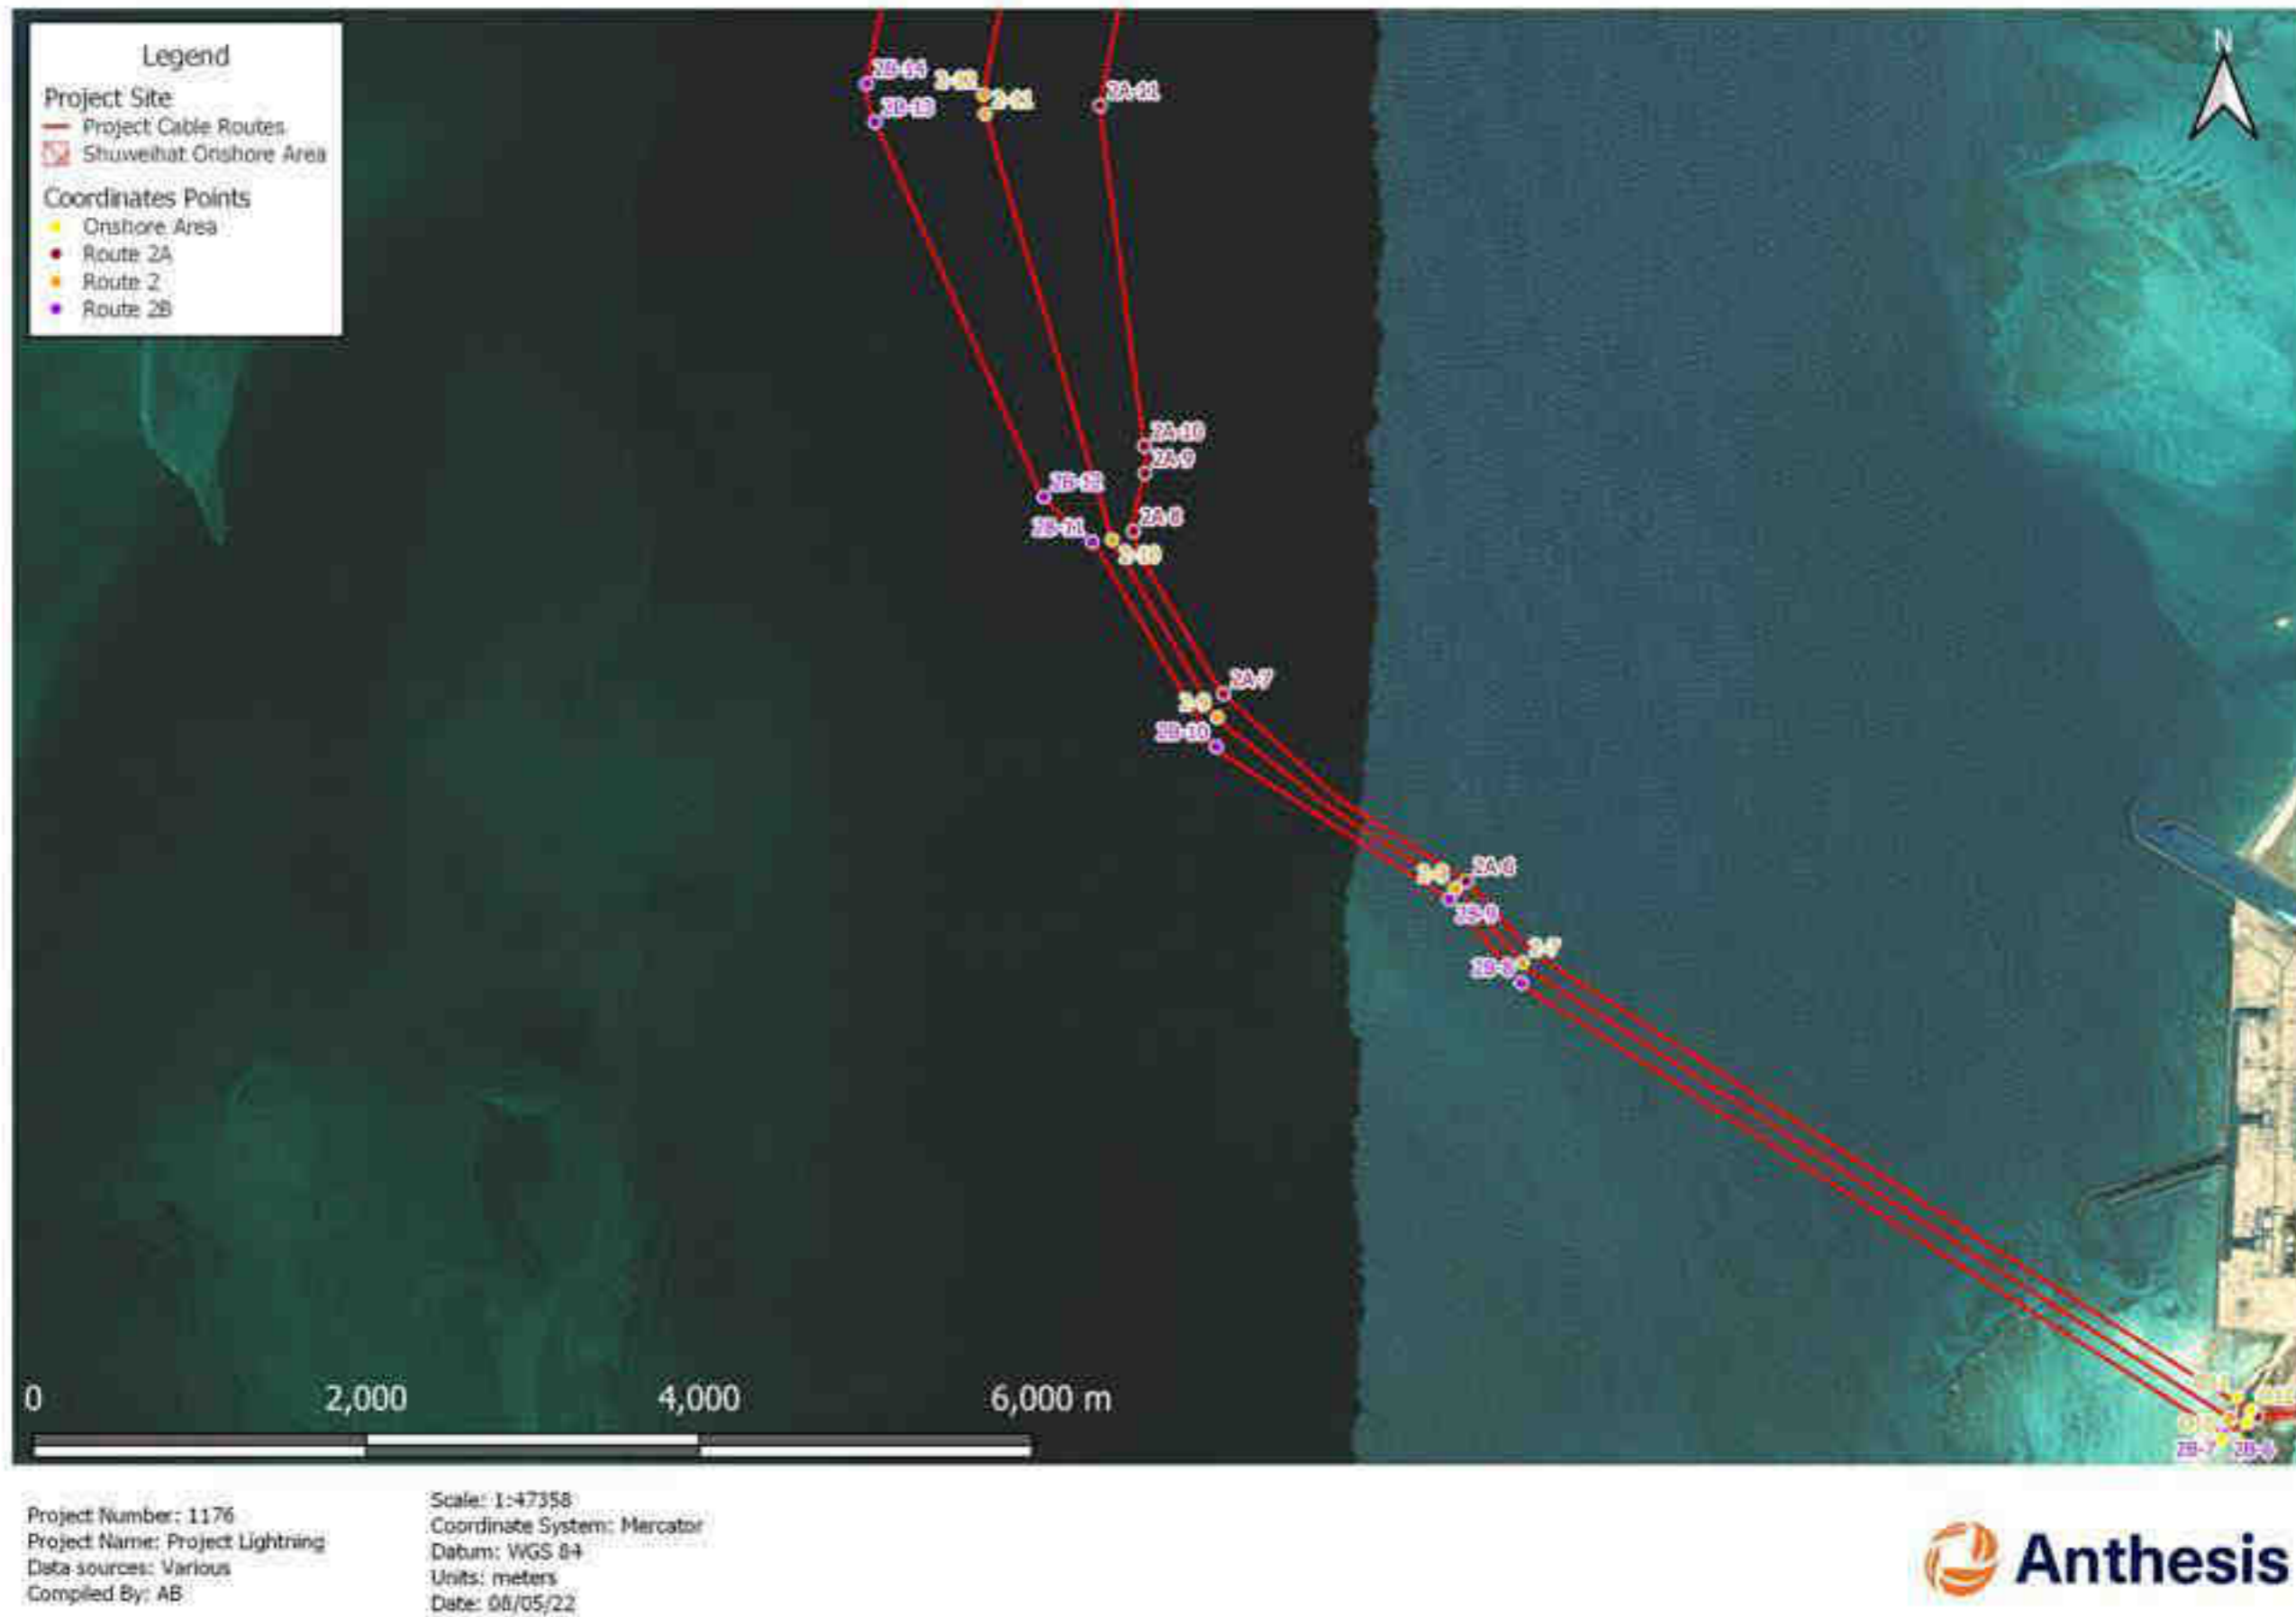 Legend
Project Site
Project Cable Routes
Shuweihat Onshore Area
Coordinates Points
Onshore Area
Route 2A
Route 2
Route 2B
N
2B-14
2-12
2A-11
2-11
2B-13
2A-10
2A-9
2B-12
2A-8
2B-11
2-10
2A-7
2-9
2B-10
2A-6
2-8
2B-9
2-7
2B-8
2B-7
2B-6
0 2,000 4,000 6,000 m
Project Number: 1176
Project Name: Project Lightning
Data sources: Various
Compiled By: AB
Scale: 1:47358
Coordinate System: Mercator
Datum: WGS 84
Units: meters
Date: 08/05/22
Anthesis